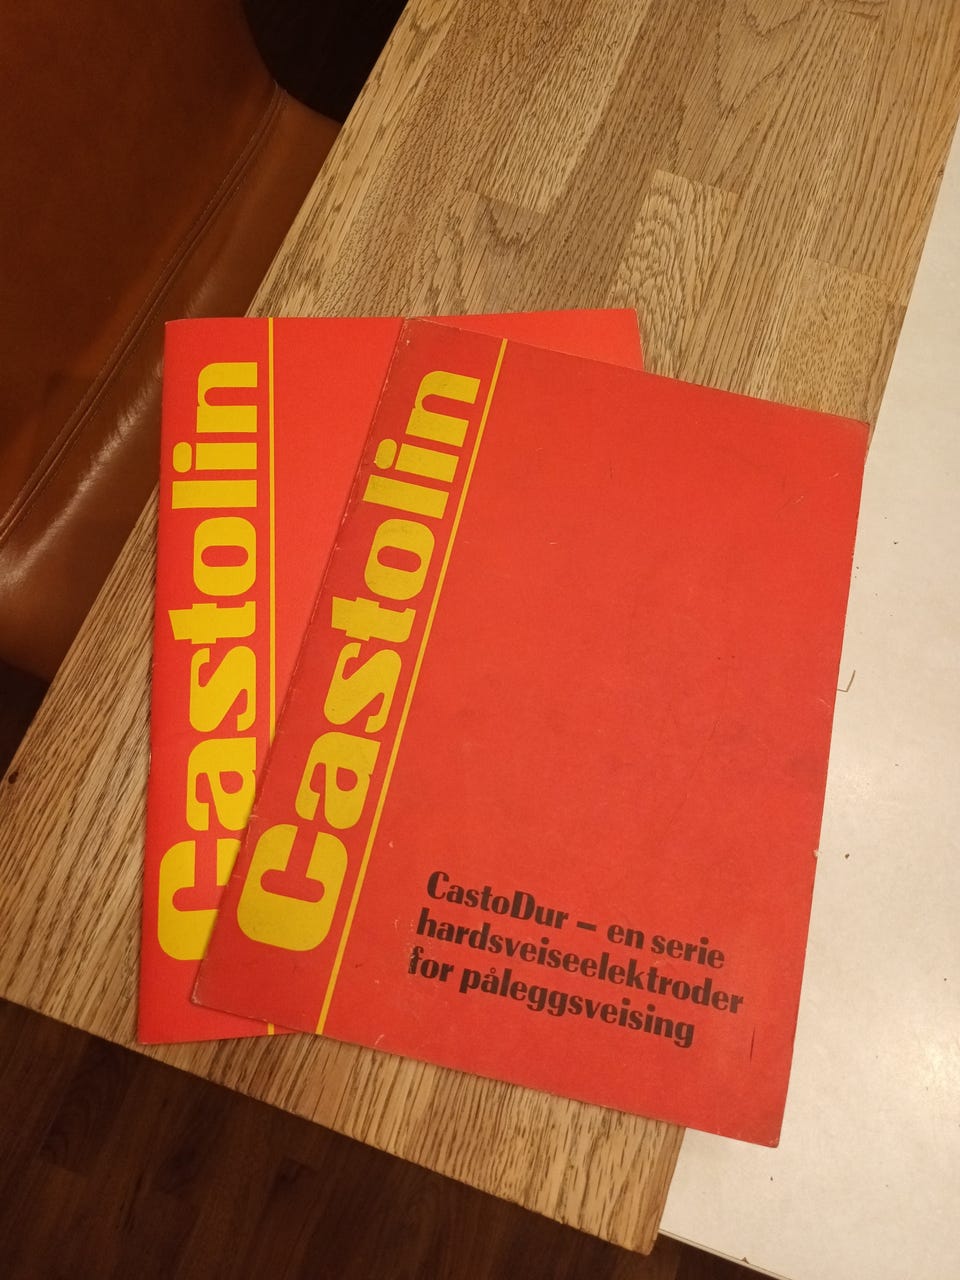 Castolin
Castolin
CastoDur – en serie
hardsveiseelektroder
for påleggsveising